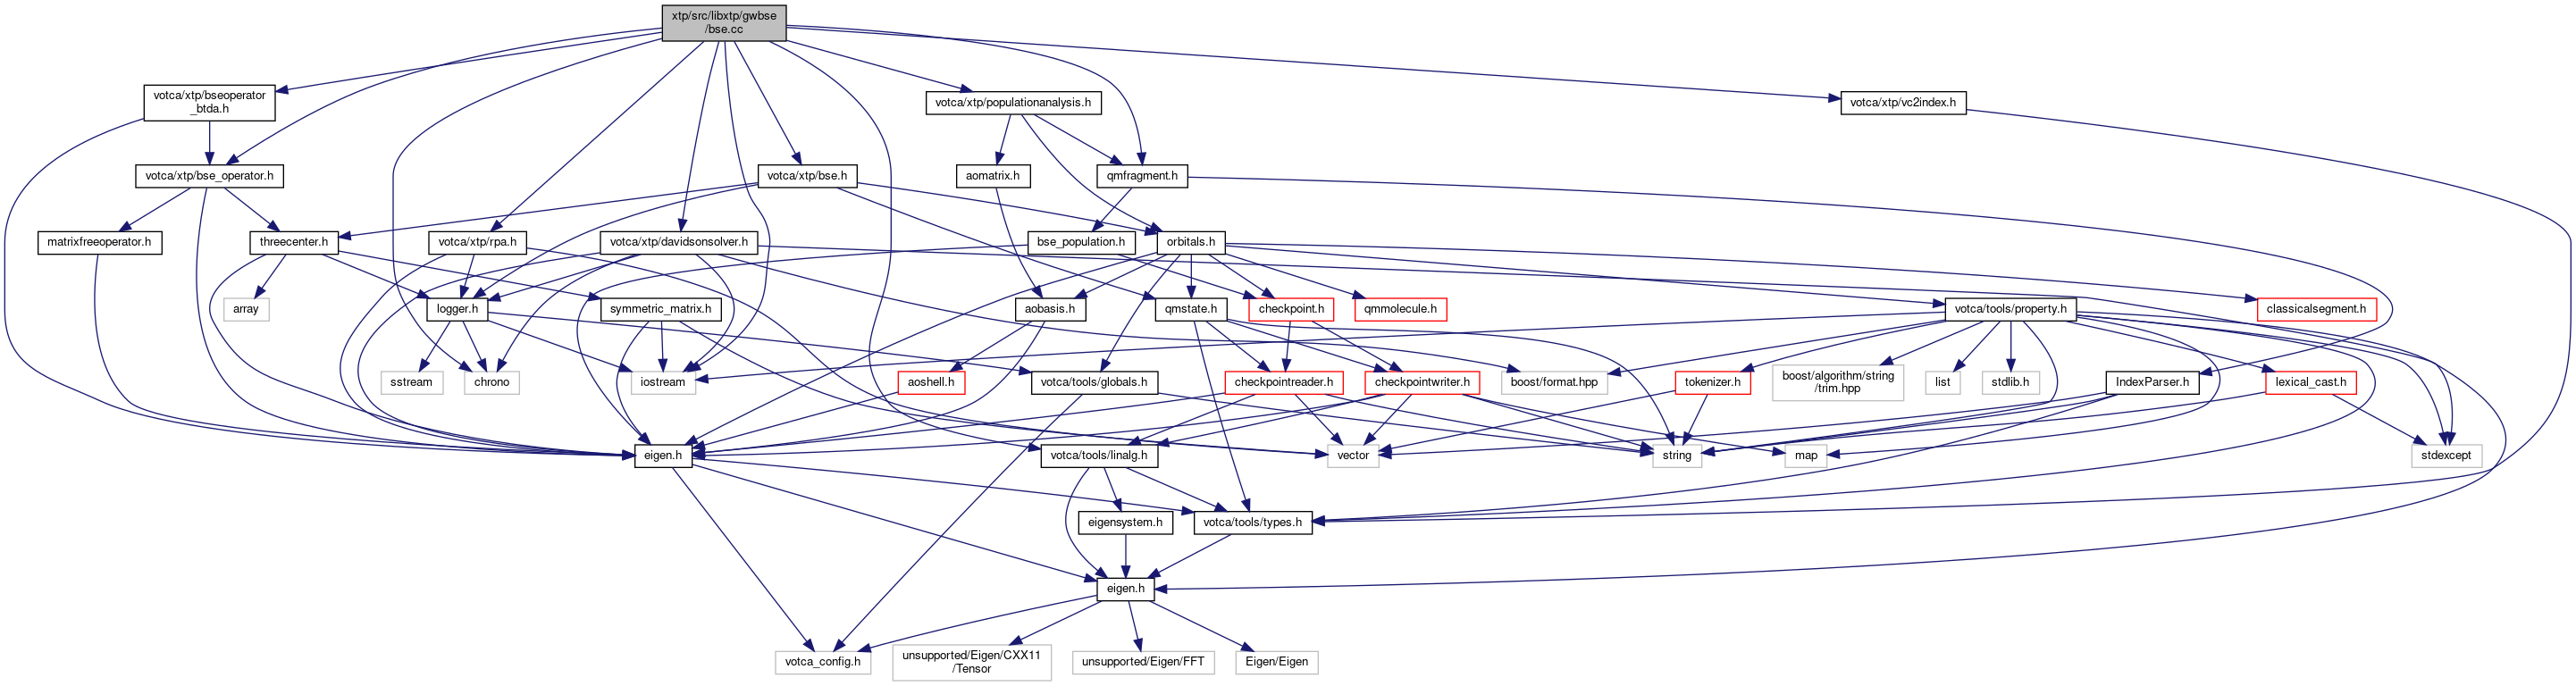 xtp/src/libxtp/gwbse
/bse.cc
votca/xtp/bseoperator
_btda.h
votca/xtp/populationanalysis.h
votca/xtp/vc2index.h
votca/xtp/bse_operator.h
votca/xtp/bse.h
aomatrix.h
qmfragment.h
matrixfreeoperator.h
threecenter.h
votca/xtp/rpa.h
votca/xtp/davidsonsolver.h
bse_population.h
orbitals.h
array
logger.h
symmetric_matrix.h
aobasis.h
qmstate.h
checkpoint.h
qmmolecule.h
votca/tools/property.h
classicalsegment.h
sstream
chrono
iostream
aoshell.h
votca/tools/globals.h
checkpointreader.h
checkpointwriter.h
boost/format.hpp
tokenizer.h
boost/algorithm/string
/trim.hpp
list
stdlib.h
IndexParser.h
lexical_cast.h
eigen.h
votca/tools/linalg.h
vector
string
map
stdexcept
eigensystem.h
votca/tools/types.h
eigen.h
votca_config.h
unsupported/Eigen/CXX11
/Tensor
unsupported/Eigen/FFT
Eigen/Eigen